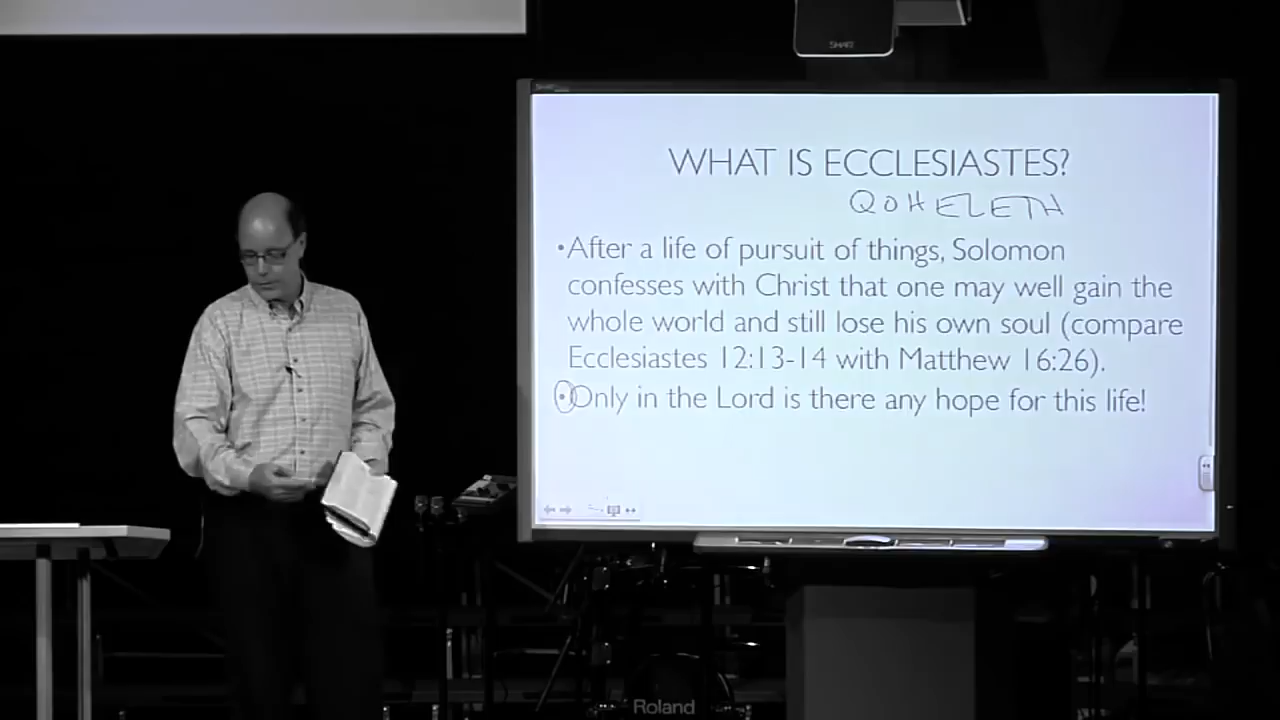 SMART
WHAT IS ECCLESIASTES?
QOHELETH
•After a life of pursuit of things, Solomon
confesses with Christ that one may well gain the
whole world and still lose his own soul (compare
Ecclesiastes 12:13-14 with Matthew 16:26).
•Only in the Lord is there any hope for this life!
Roland